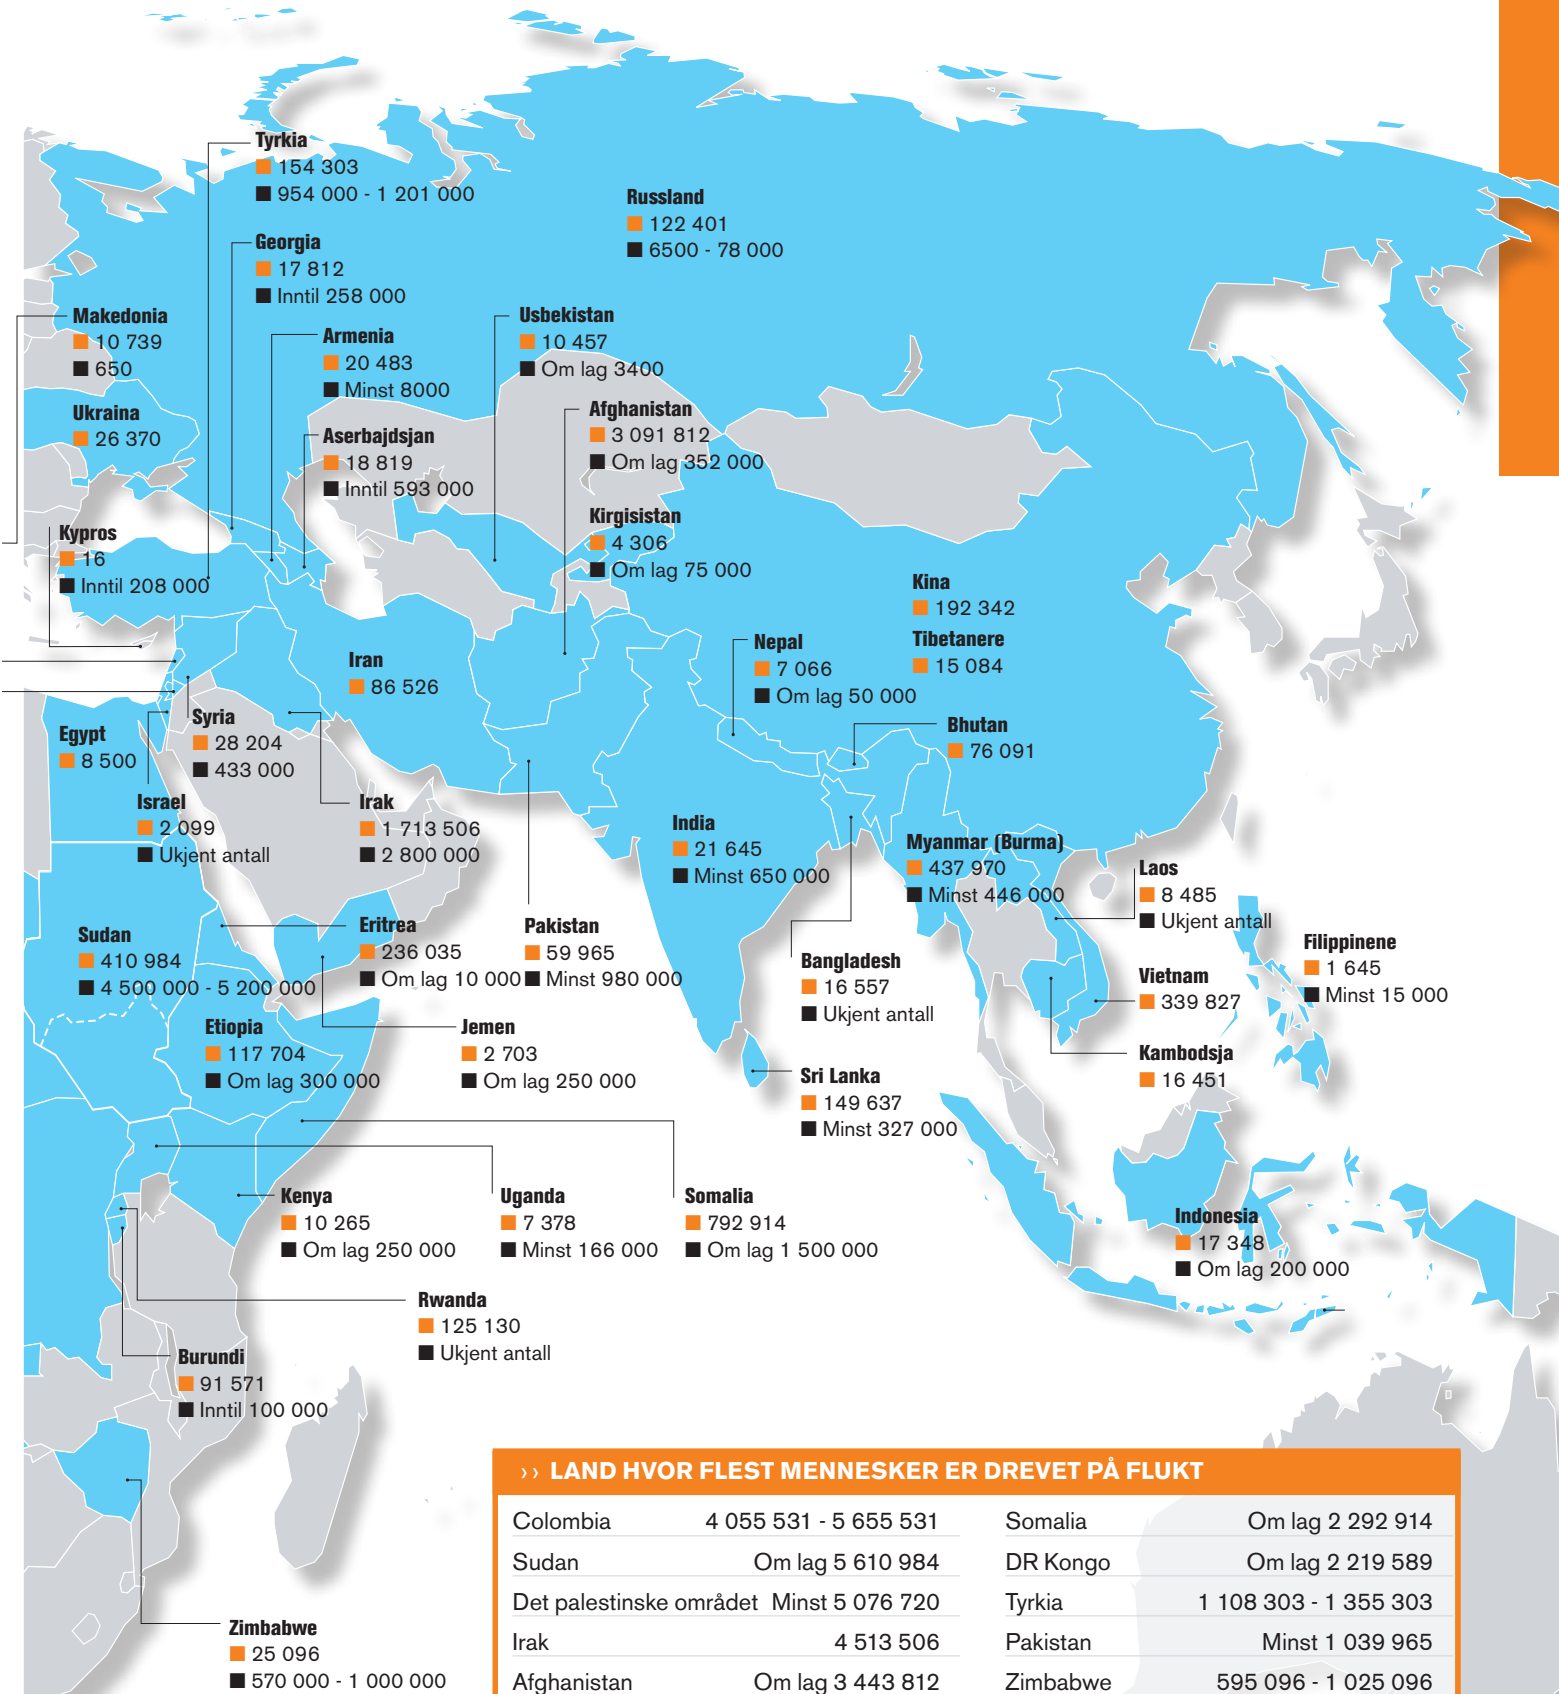 Tyrkia
154 303
954 000 - 1 201 000
Russland
122 401
6500 - 78 000
Georgia
17 812
Inntil 258 000
Makedonia
10 739
650
Armenia
20 483
Minst 8000
Usbekistan
10 457
Om lag 3400
Ukraina
26 370
Afghanistan
3 091 812
Om lag 352 000
Aserbajdsjan
18 819
Inntil 593 000
Kypros
16
Inntil 208 000
Kirgisistan
4 306
Om lag 75 000
Kina
192 342
Tibetanere
15 084
Nepal
7 066
Om lag 50 000
Iran
86 526
Syria
28 204
433 000
Egypt
8 500
Bhutan
76 091
Israel
2 099
Ukjent antall
Irak
1 713 506
2 800 000
India
21 645
Minst 650 000
Myanmar (Burma)
437 970
Minst 446 000
Laos
8 485
Ukjent antall
Sudan
410 984
4 500 000 - 5 200 000
Eritrea
236 035
Om lag 10 000
Pakistan
59 965
Minst 980 000
Bangladesh
16 557
Ukjent antall
Vietnam
339 827
Filippinene
1 645
Minst 15 000
Etiopia
117 704
Om lag 300 000
Jemen
2 703
Om lag 250 000
Kambodsja
16 451
Sri Lanka
149 637
Minst 327 000
Kenya
10 265
Om lag 250 000
Uganda
7 378
Minst 166 000
Somalia
792 914
Om lag 1 500 000
Indonesia
17 348
Om lag 200 000
Rwanda
125 130
Ukjent antall
Burundi
91 571
Inntil 100 000
Zimbabwe
25 096
570 000 - 1 000 000
›› LAND HVOR FLEST MENNESKER ER DREVET PÅ FLUKT
Colombia 4 055 531 - 5 655 531
Sudan Om lag 5 610 984
Det palestinske området Minst 5 076 720
Irak 4 513 506
Afghanistan Om lag 3 443 812
Somalia Om lag 2 292 914
DR Kongo Om lag 2 219 589
Tyrkia 1 108 303 - 1 355 303
Pakistan Minst 1 039 965
Zimbabwe 595 096 - 1 025 096